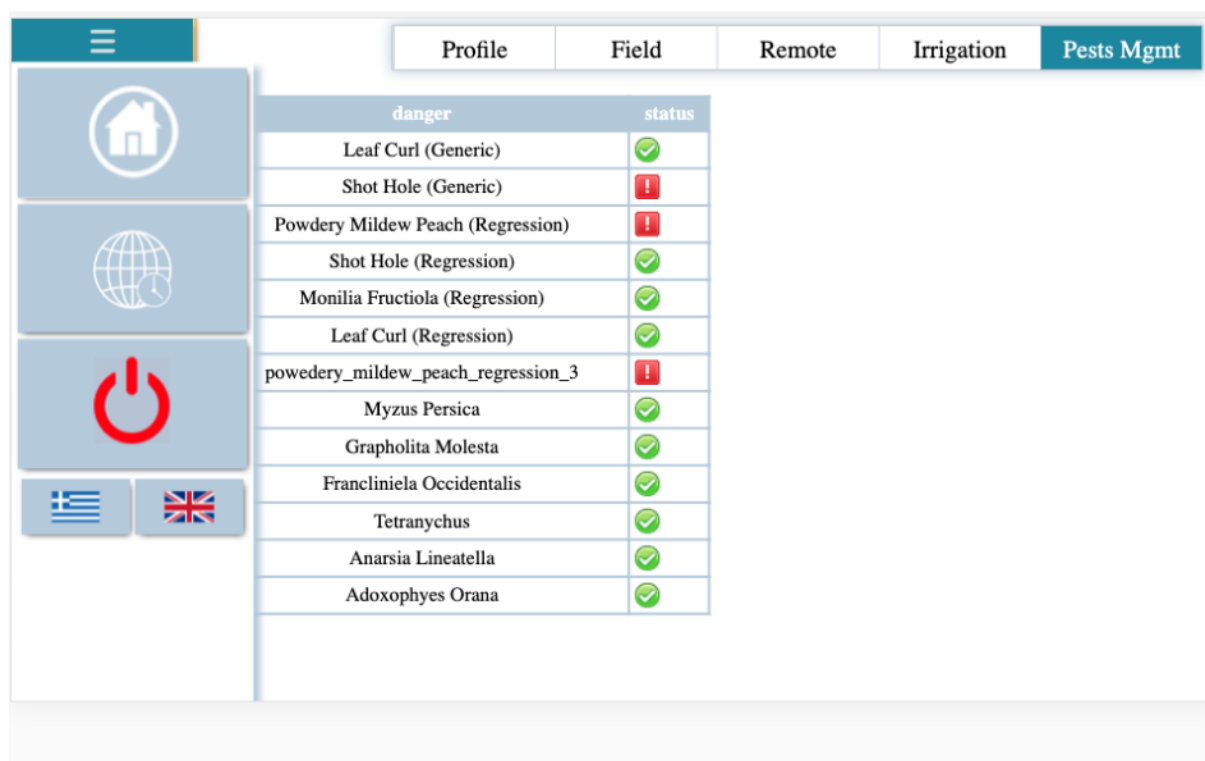 Profile Field Remote Irrigation Pests Mgmt
danger status
Leaf Curl (Generic)
Shot Hole (Generic)
Powdery Mildew Peach (Regression)
Shot Hole (Regression)
Monilia Fructiola (Regression)
Leaf Curl (Regression)
powedery_mildew_peach_regression_3
Myzus Persica
Grapholita Molesta
Francliniela Occidentalis
Tetranychus
Anarsia Lineatella
Adoxophyes Orana